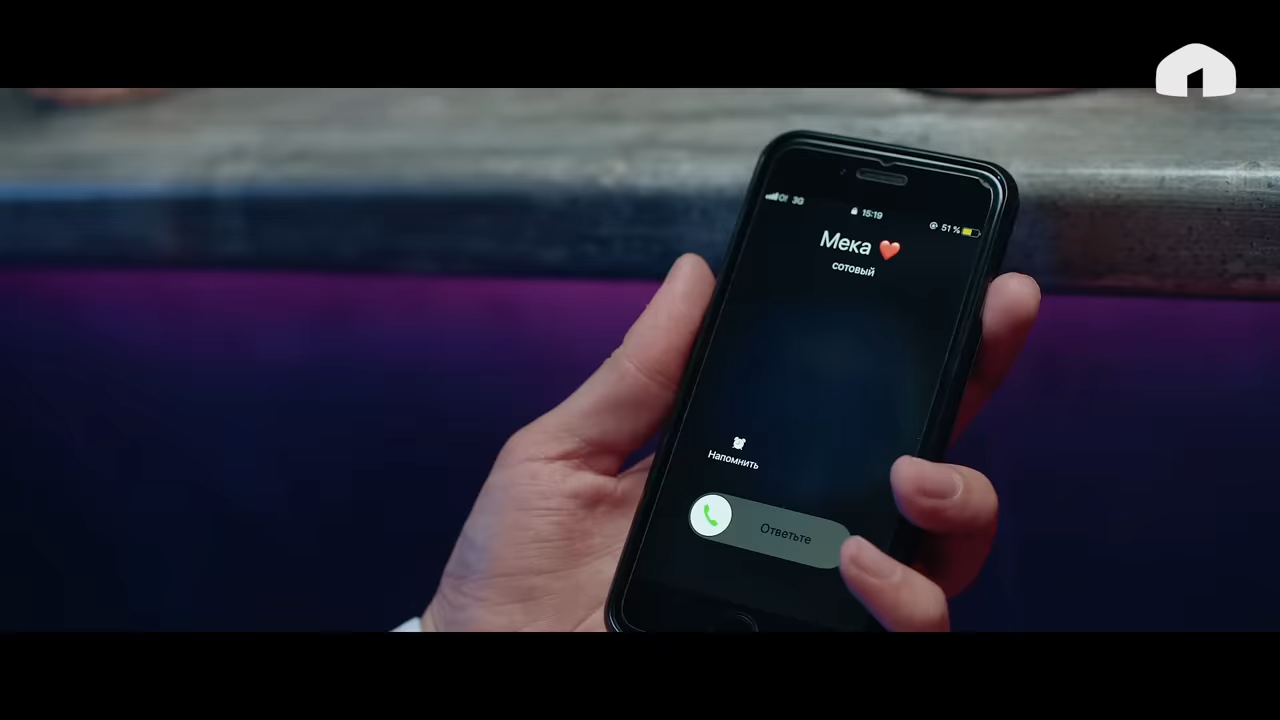 O! 3G
15:19
51 %
Мека ❤️
сотовый
Напомнить
Ответьте